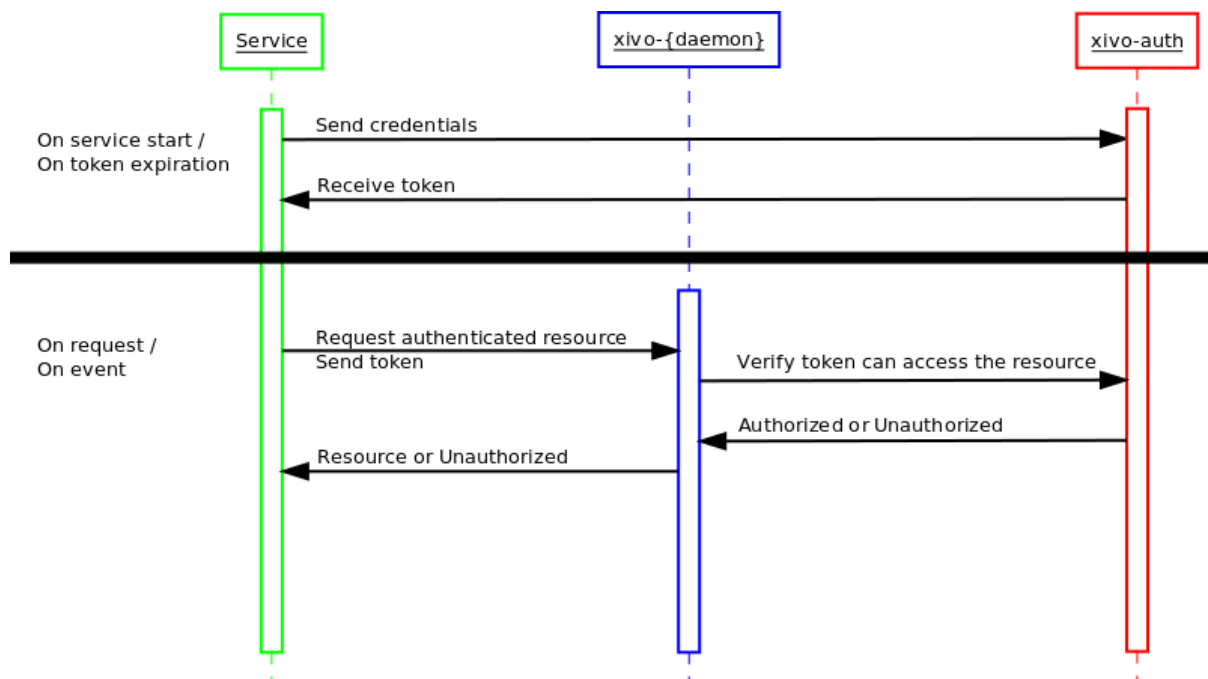 Service
xivo-{daemon}
xivo-auth
On service start /
On token expiration
Send credentials
Receive token
On request /
On event
Request authenticated resource
Send token
Verify token can access the resource
Authorized or Unauthorized
Resource or Unauthorized